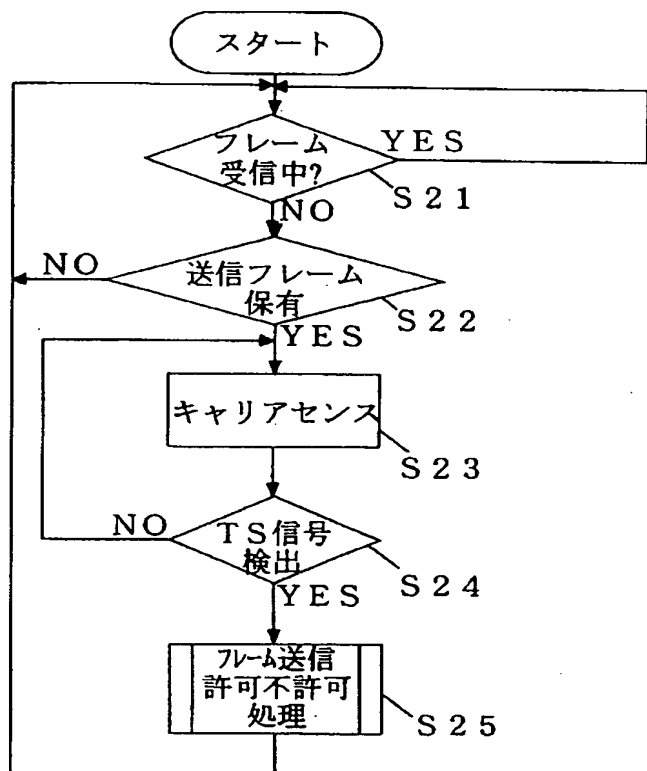 スタート
フレーム
受信中?
YES
S21
NO
送信フレーム
保有
NO
S22
YES
キャリアセンス
S23
TS信号
検出
NO
S24
YES
フレーム送信
許可不許可
処理
S25